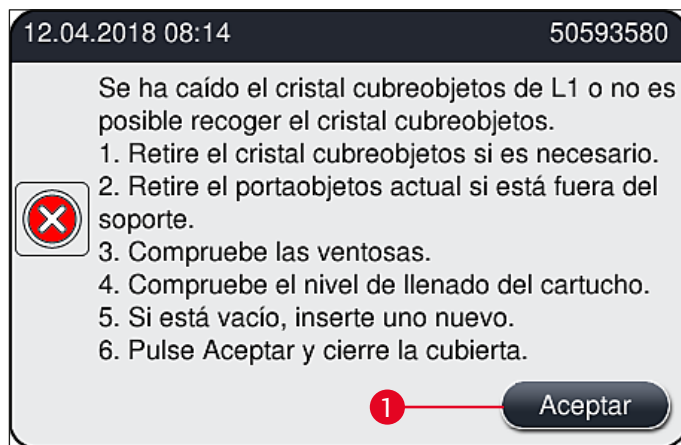 12.04.2018 08:14 50593580
Se ha caído el cristal cubreobjetos de L1 o no es
posible recoger el cristal cubreobjetos.
1. Retire el cristal cubreobjetos si es necesario.
2. Retire el portaobjetos actual si está fuera del
soporte.
3. Compruebe las ventosas.
4. Compruebe el nivel de llenado del cartucho.
5. Si está vacío, inserte uno nuevo.
6. Pulse Aceptar y cierre la cubierta.
1 Aceptar